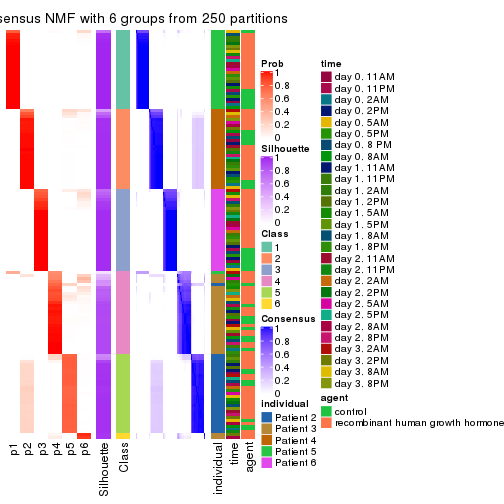 sensus NMF with 6 groups from 250 partitions
Prob
1
0.8
0.6
0.4
0.2
0
Silhouette
1
0.8
0.6
0.4
0.2
0
Class
1
2
3
4
5
6
Consensus
1
0.8
0.6
0.4
0.2
0
individual
Patient 2
Patient 3
Patient 4
Patient 5
Patient 6
time
day 0. 11AM
day 0. 11PM
day 0. 2AM
day 0. 2PM
day 0. 5AM
day 0. 5PM
day 0. 8 PM
day 0. 8AM
day 1. 11AM
day 1. 11PM
day 1. 2AM
day 1. 2PM
day 1. 5AM
day 1. 5PM
day 1. 8AM
day 1. 8PM
day 2. 11AM
day 2. 11PM
day 2. 2AM
day 2. 2PM
day 2. 5AM
day 2. 5PM
day 2. 8AM
day 2. 8PM
day 3. 2AM
day 3. 2PM
day 3. 8AM
day 3. 8PM
agent
control
recombinant human growth hormone
p1
p2
p3
p4
p5
p6
Silhouette
Class
individual
time
agent